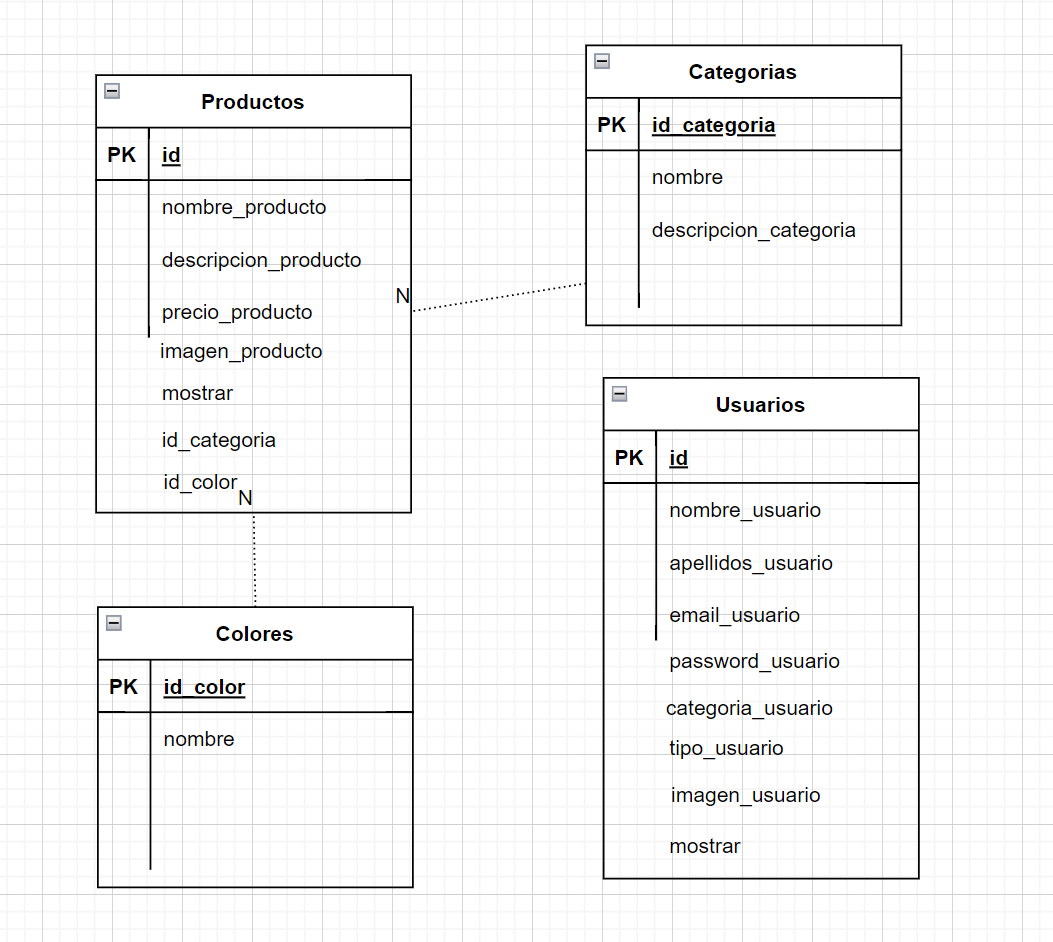 Productos
PK id
nombre_producto
descripcion_producto
N
precio_producto
imagen_producto
mostrar
id_categoria
id_color
N
Categorias
PK id_categoria
nombre
descripcion_categoria
Colores
PK id_color
nombre
Usuarios
PK id
nombre_usuario
apellidos_usuario
email_usuario
password_usuario
categoria_usuario
tipo_usuario
imagen_usuario
mostrar